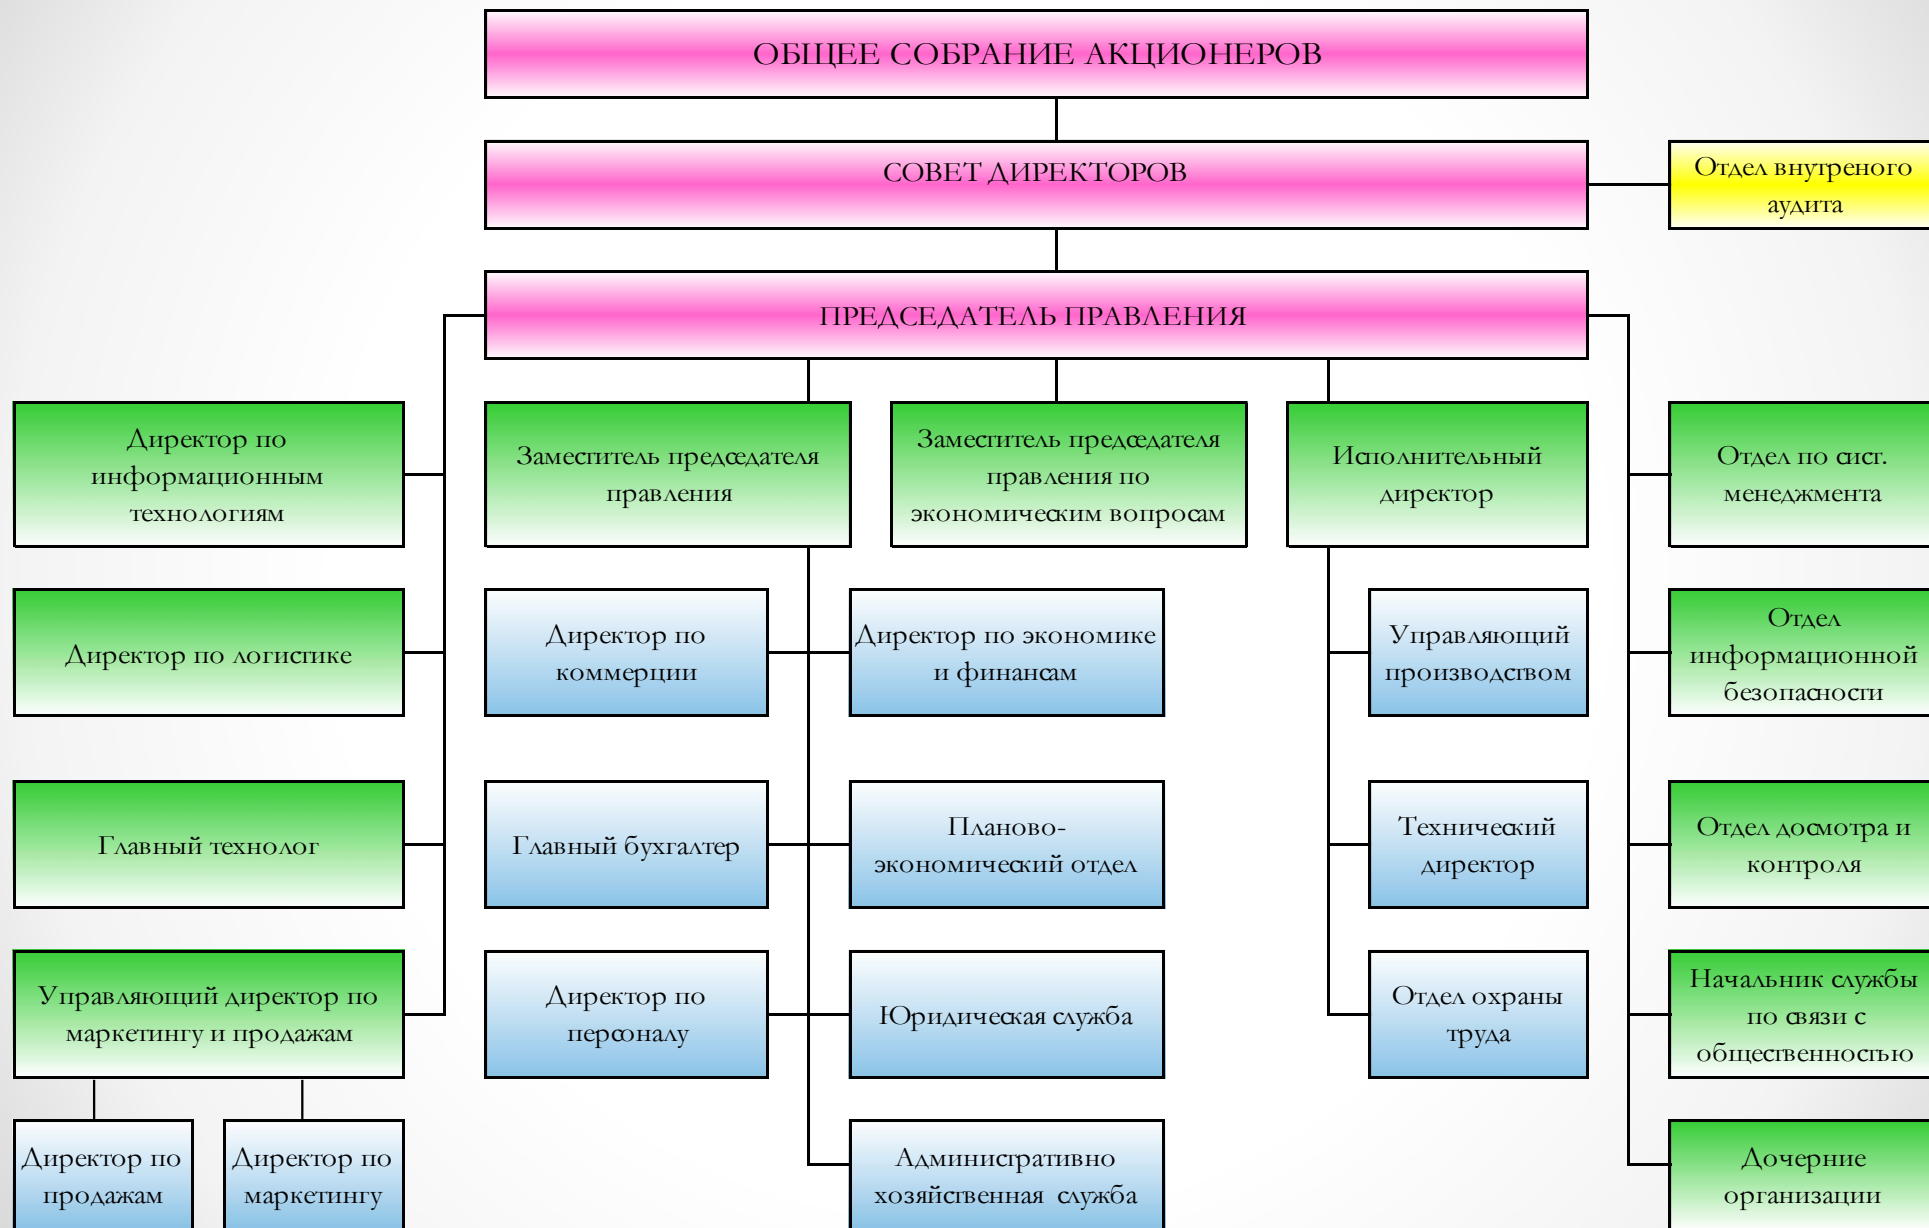 ОБЩЕЕ СОБРАНИЕ АКЦИОНЕРОВ
СОВЕТ ДИРЕКТОРОВ
Отдел внутреного
аудита
ПРЕДСЕДАТЕЛЬ ПРАВЛЕНИЯ
Директор по
информационным
технологиям
Заместитель председателя
правления
Заместитель председателя
правления по
экономическим вопросам
Исполнительный
директор
Отдел по сист.
менеджмента
Директор по логистике
Директор по
коммерции
Директор по экономике
и финансам
Управляющий
производством
Отдел
информационной
безопасности
Главный технолог
Главный бухгалтер
Планово-
экономический отдел
Технический
директор
Отдел досмотра и
контроля
Управляющий директор по
маркетингу и продажам
Директор по
персоналу
Юридическая служба
Отдел охраны
труда
Начальник службы
по связи с
общественностью
Директор по
продажам
Директор по
маркетингу
Административно
хозяйственная служба
Дочерние
организации